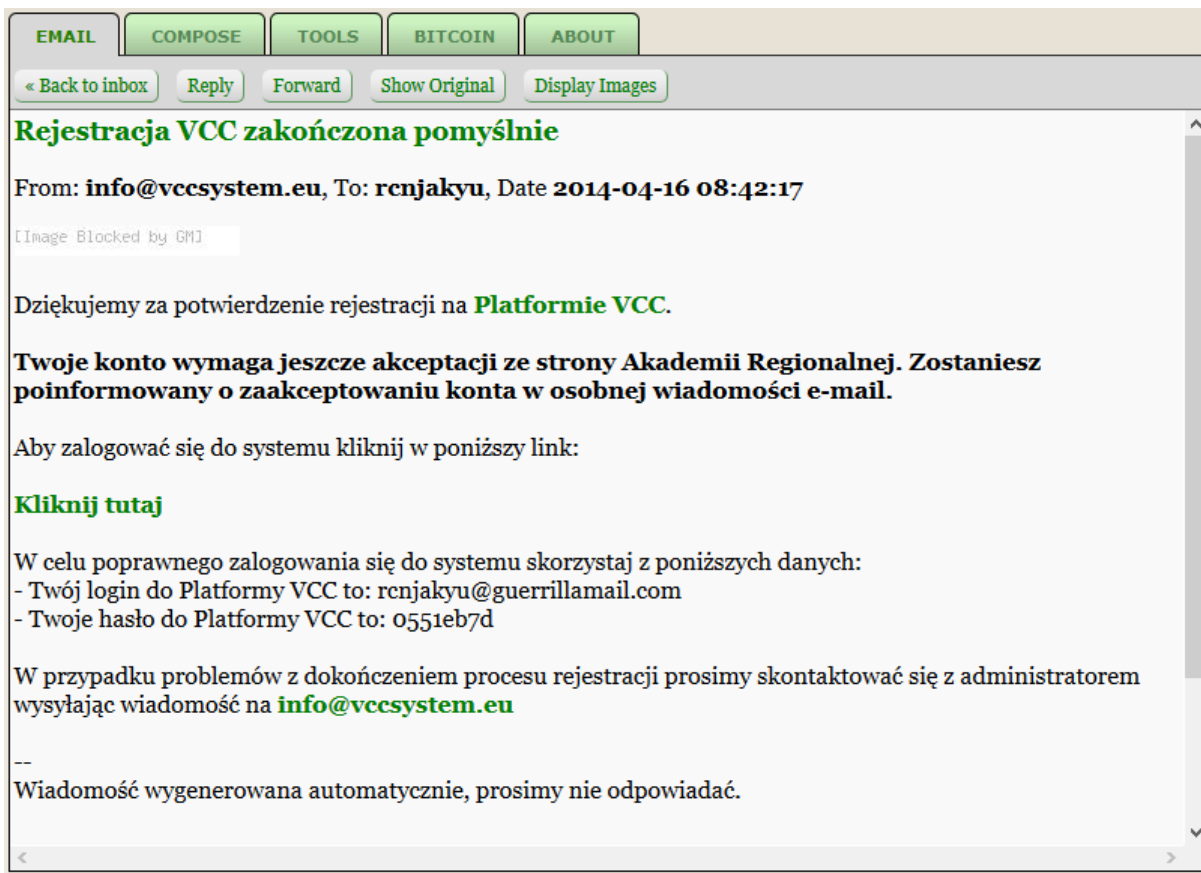 EMAIL COMPOSE TOOLS BITCOIN ABOUT
« Back to inbox Reply Forward Show Original Display Images
Rejestracja VCC zakończona pomyślnie
From: info@vccsystem.eu, To: rcnjakyu, Date 2014-04-16 08:42:17
[Image Blocked by GM]
Dziękujemy za potwierdzenie rejestracji na Platformie VCC.
Twoje konto wymaga jeszcze akceptacji ze strony Akademii Regionalnej. Zostaniesz
poinformowany o zaakceptowaniu konta w osobnej wiadomości e-mail.
Aby zalogować się do systemu kliknij w poniższy link:
Kliknij tutaj
W celu poprawnego zalogowania się do systemu skorzystaj z poniższych danych:
- Twój login do Platformy VCC to: rcnjakyu@guerrillamail.com
- Twoje hasło do Platformy VCC to: 0551eb7d
W przypadku problemów z dokończeniem procesu rejestracji prosimy skontaktować się z administratorem
wysyłając wiadomość na info@vccsystem.eu
--
Wiadomość wygenerowana automatycznie, prosimy nie odpowiadać.